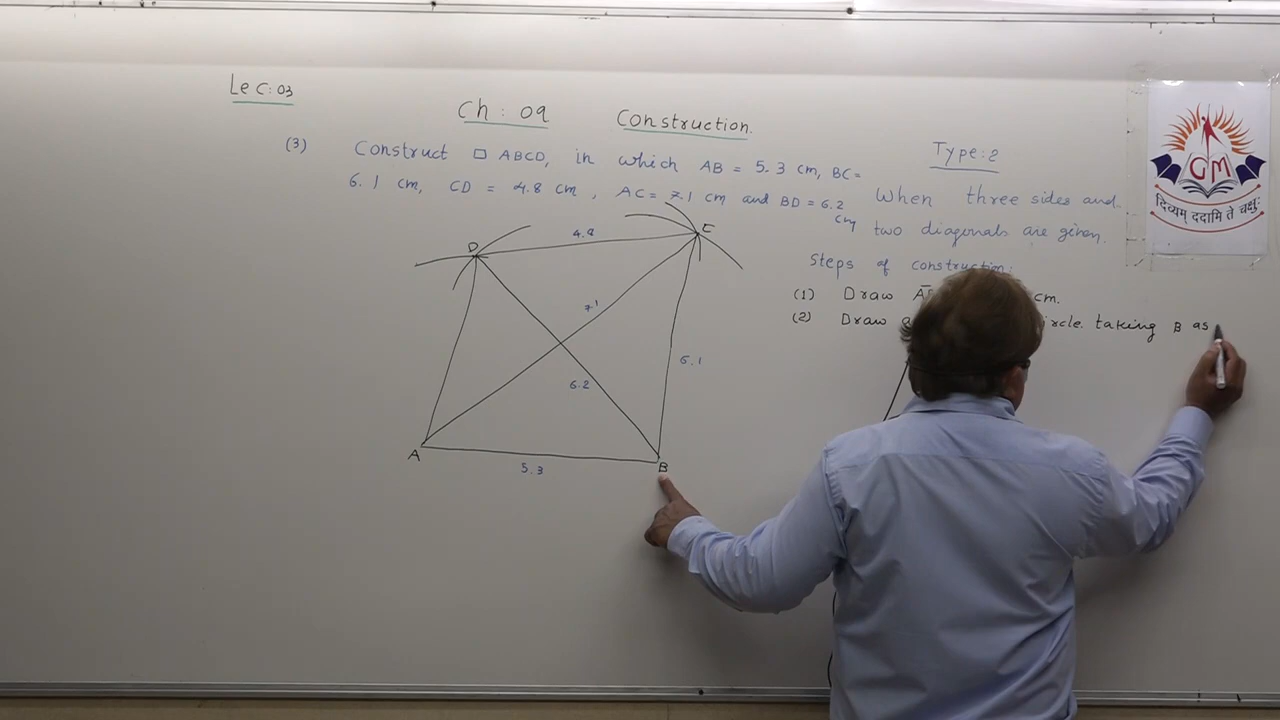 Lec: 03
Ch: 09 Construction.
(3) Construct □ ABCD, in which AB = 5.3 cm, BC =
6.1 cm, CD = 4.8 cm, AC = 7.1 cm and BD = 6.2
cm
Type: 2
When three sides and
two diagonals are given.
Steps of construction:
(1) Draw cm.
(2) Draw taking B as
D 4.8 C
7.1
6.2 6.1
A 5.3 B
GM
दिव्यम् ददामि ते चक्षुः